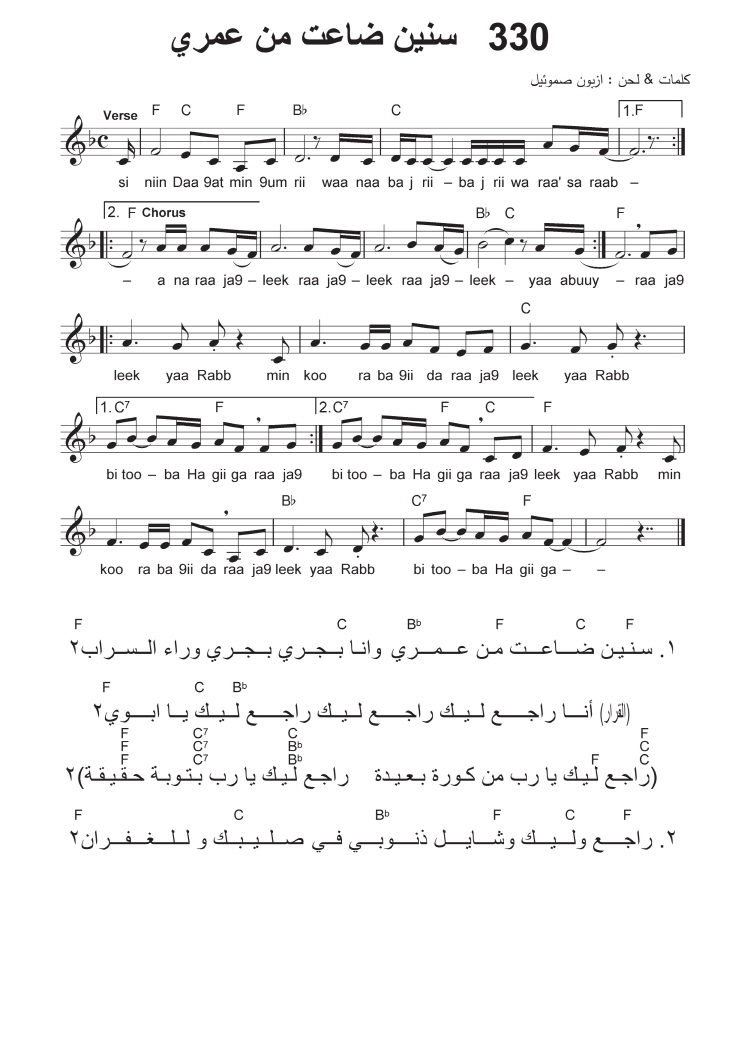 330 سنين ضاعت من عمري
كلمات & لحن : ازبون صموئيل
Verse F C F B♭ C 1.F
si niin Daa 9at min 9um rii waa naa ba j rii – ba j rii wa raa' sa raab –
2. F Chorus B♭ C F
– a na raa ja9– leek raa ja9– leek raa ja9– leek – yaa abuuy – raa ja9
C
leek yaa Rabb min koo ra ba 9ii da raa ja9 leek yaa Rabb
1. C7 F 2. C7 F C F
bi too – ba Ha gii ga raa ja9 bi too – ba Ha gii ga raa ja9 leek yaa Rabb min
B♭ C7 F
koo ra ba 9ii da raa ja9 leek yaa Rabb bi too – ba Ha gii ga – –
F C Bb F C F
١. سنين ضاعت من عمري وانا بجري بجري وراء السراب٢
F C Bb
(القرار) أنا راجع ليك راجع ليك راجع ليك يا ابوي٢
F C7 C F
F C7 Bb C
F C7 Bb F C
(راجع ليك يا رب من كورة بعيدة راجع ليك يا رب بتوبة حقيقة)٢
F C Bb F C F
٢. راجع وليك وشايل ذنوبي في صليبك و للغفران٢